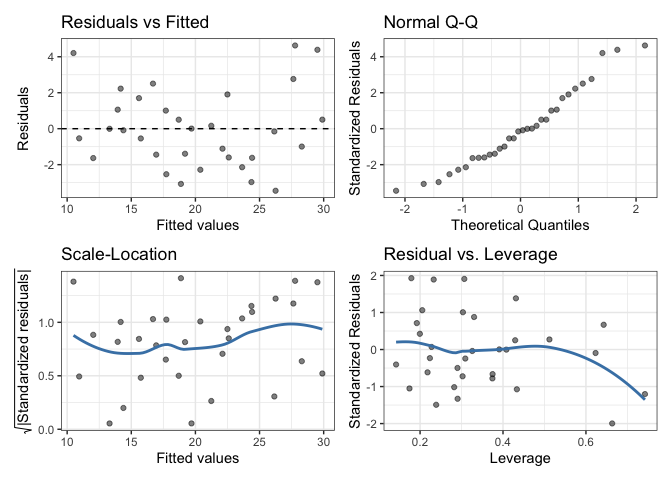 Residuals vs Fitted
Residuals
4
2
0
-2
10
15
20
25
30
Fitted values
Normal Q-Q
Standardized Residuals
4
2
0
-2
-2
-1
0
1
2
Theoretical Quantiles
Scale-Location
√|Standardized residuals|
1.0
0.5
0.0
10
15
20
25
30
Fitted values
Residual vs. Leverage
Standardized Residuals
2
1
0
-1
-2
0.2
0.4
0.6
Leverage